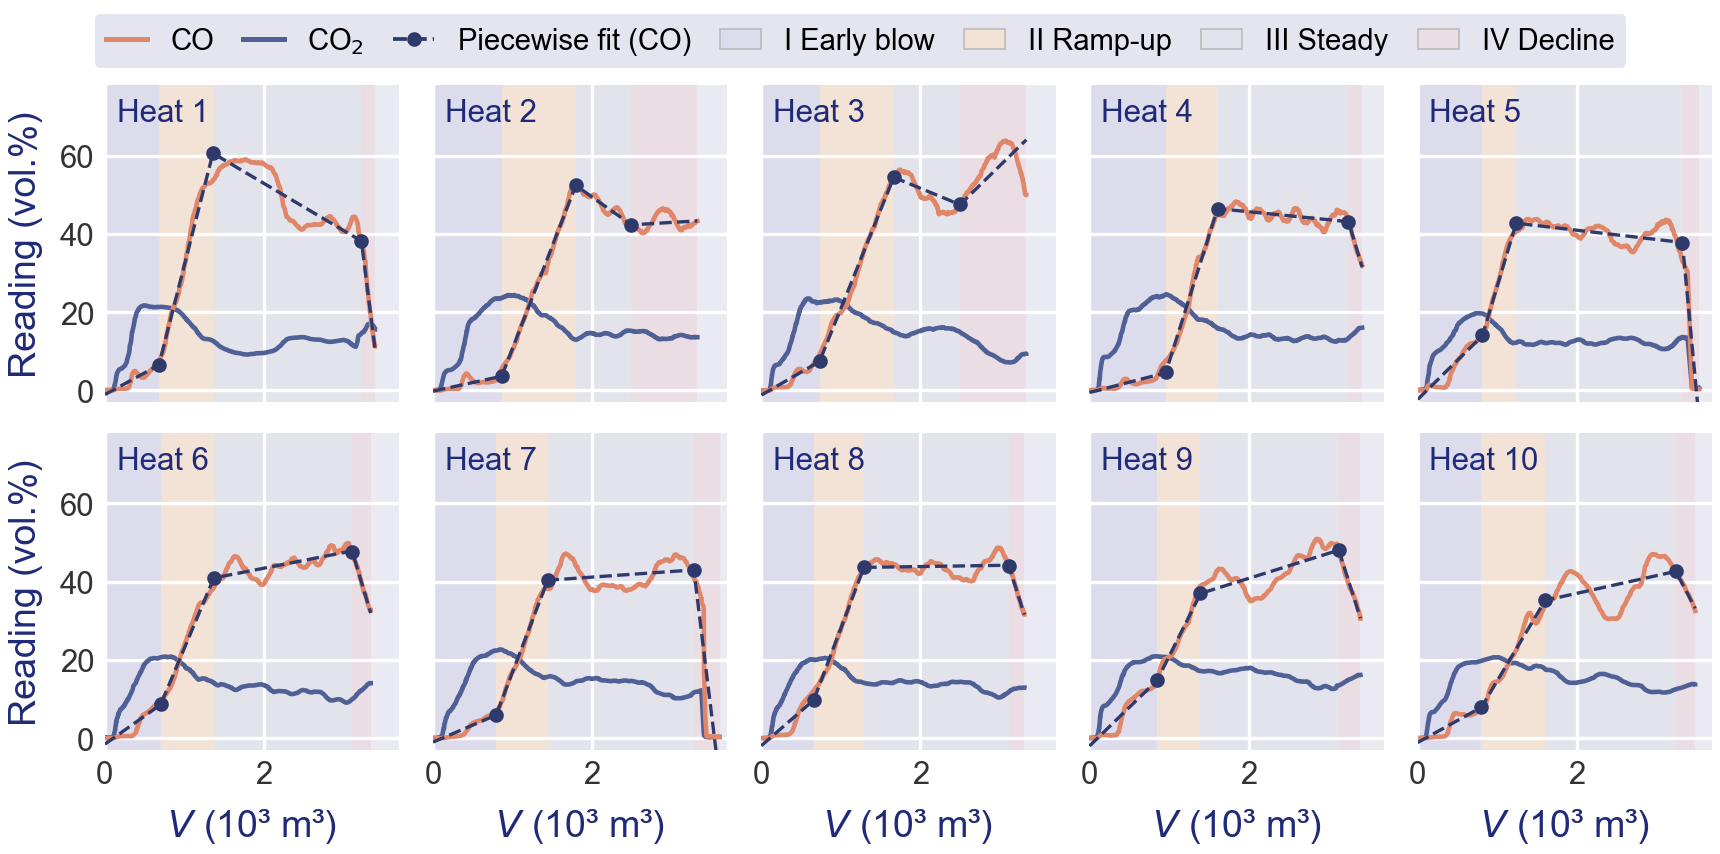 CO CO₂ Piecewise fit (CO) I Early blow II Ramp-up III Steady IV Decline
Heat 1 Heat 2 Heat 3 Heat 4 Heat 5
Reading (vol.%)
60
40
20
0
Heat 6 Heat 7 Heat 8 Heat 9 Heat 10
Reading (vol.%)
60
40
20
0
0 2 0 2 0 2 0 2 0 2
V (10³ m³) V (10³ m³) V (10³ m³) V (10³ m³) V (10³ m³)